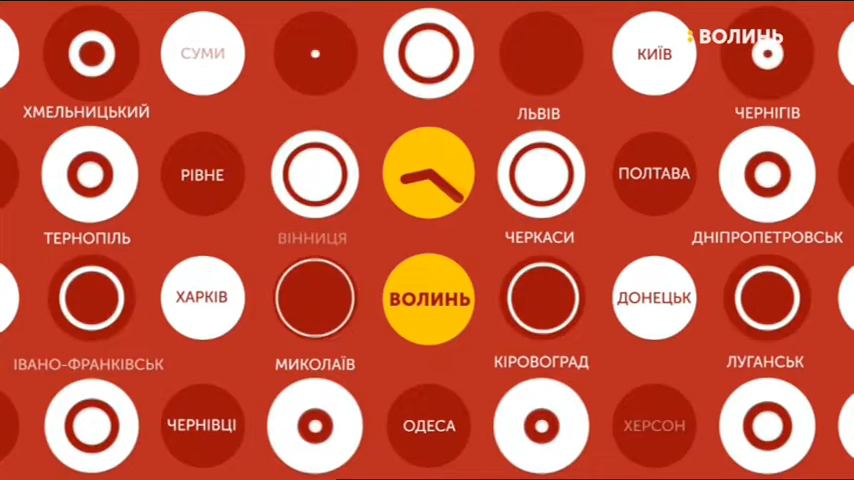 ВОЛИНЬ
СУМИ
КИЇВ
ХМЕЛЬНИЦЬКИЙ
ЛЬВІВ
ЧЕРНІГІВ
РІВНЕ
ПОЛТАВА
ТЕРНОПІЛЬ
ВІННИЦЯ
ЧЕРКАСИ
ДНІПРОПЕТРОВСЬК
ХАРКІВ
ВОЛИНЬ
ДОНЕЦЬК
ІВАНО-ФРАНКІВСЬК
МИКОЛАЇВ
КІРОВОГРАД
ЛУГАНСЬК
ЧЕРНІВЦІ
ОДЕСА
ХЕРСОН